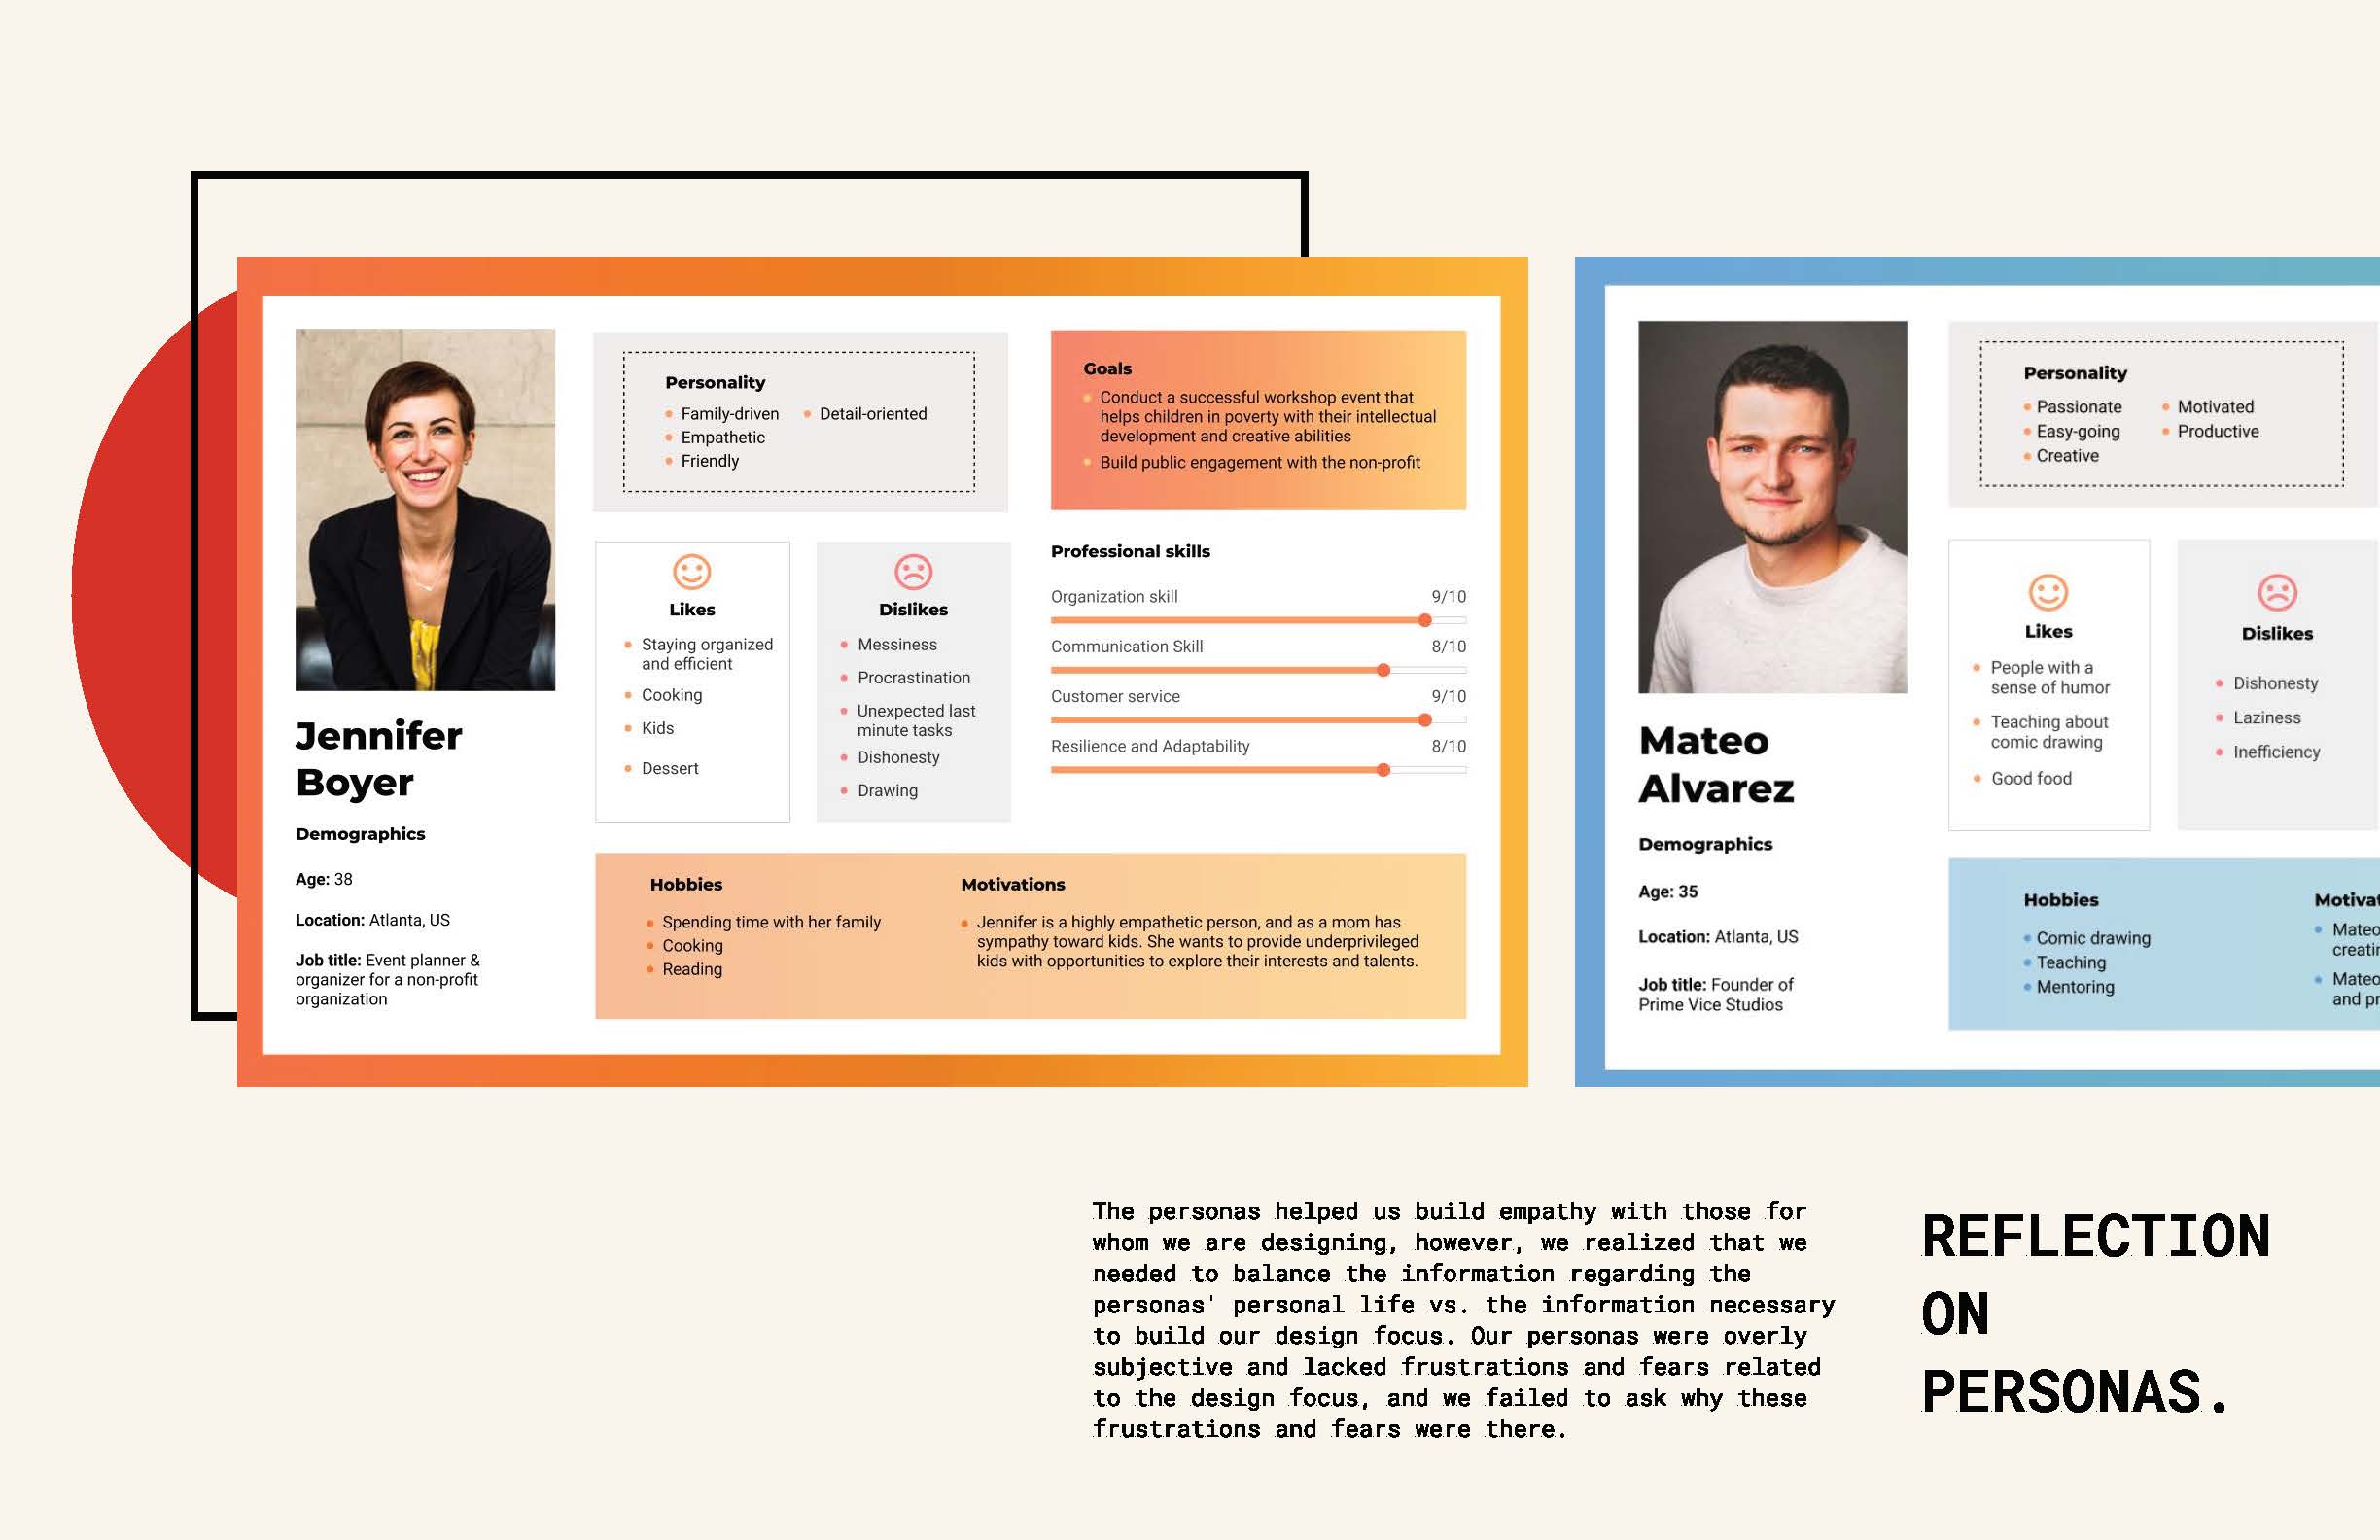 Jennifer
Boyer
Demographics
Age: 38
Location: Atlanta, US
Job title: Event planner &
organizer for a non-profit
organization
Personality
Family-driven
Empathetic
Friendly
Detail-oriented
Likes
Staying organized
and efficient
Cooking
Kids
Dessert
Dislikes
Messiness
Procrastination
Unexpected last
minute tasks
Dishonesty
Drawing
Goals
Conduct a successful workshop event that
helps children in poverty with their intellectual
development and creative abilities
Build public engagement with the non-profit
Professional skills
Organization skill 9/10
Communication Skill 8/10
Customer service 9/10
Resilience and Adaptability 8/10
Hobbies
Spending time with her family
Cooking
Reading
Motivations
Jennifer is a highly empathetic person, and as a mom has
sympathy toward kids. She wants to provide underprivileged
kids with opportunities to explore their interests and talents.
Mateo
Alvarez
Demographics
Age: 35
Location: Atlanta, US
Job title: Founder of
Prime Vice Studios
Personality
Passionate
Easy-going
Creative
Motivated
Productive
Likes
People with a
sense of humor
Teaching about
comic drawing
Good food
Dislikes
Dishonesty
Laziness
Inefficiency
Hobbies
Comic drawing
Teaching
Mentoring
Mateo
Mateo
and
The personas helped us build empathy with those for
whom we are designing, however, we realized that we
needed to balance the information regarding the
personas' personal life vs. the information necessary
to build our design focus. Our personas were overly
subjective and lacked frustrations and fears related
to the design focus, and we failed to ask why these
frustrations and fears were there.
REFLECTION
ON
PERSONAS.